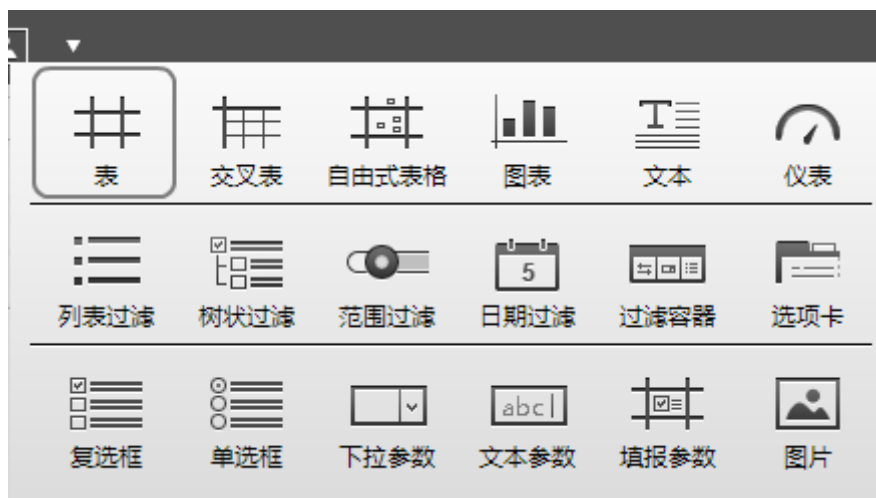 表 交叉表 自由式表格 图表 文本 仪表
5
列表过滤 树状过滤 范围过滤 日期过滤 过滤容器 选项卡
abc
复选框 单选框 下拉参数 文本参数 填报参数 图片